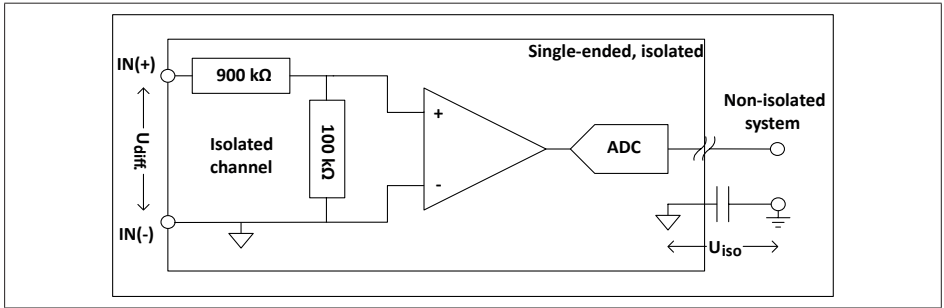 Single-ended, isolated
IN(+)
900 kΩ
Non-isolated
system
+
Udiff.
Isolated
channel
100 kΩ
ADC
-
IN(-)
Uiso